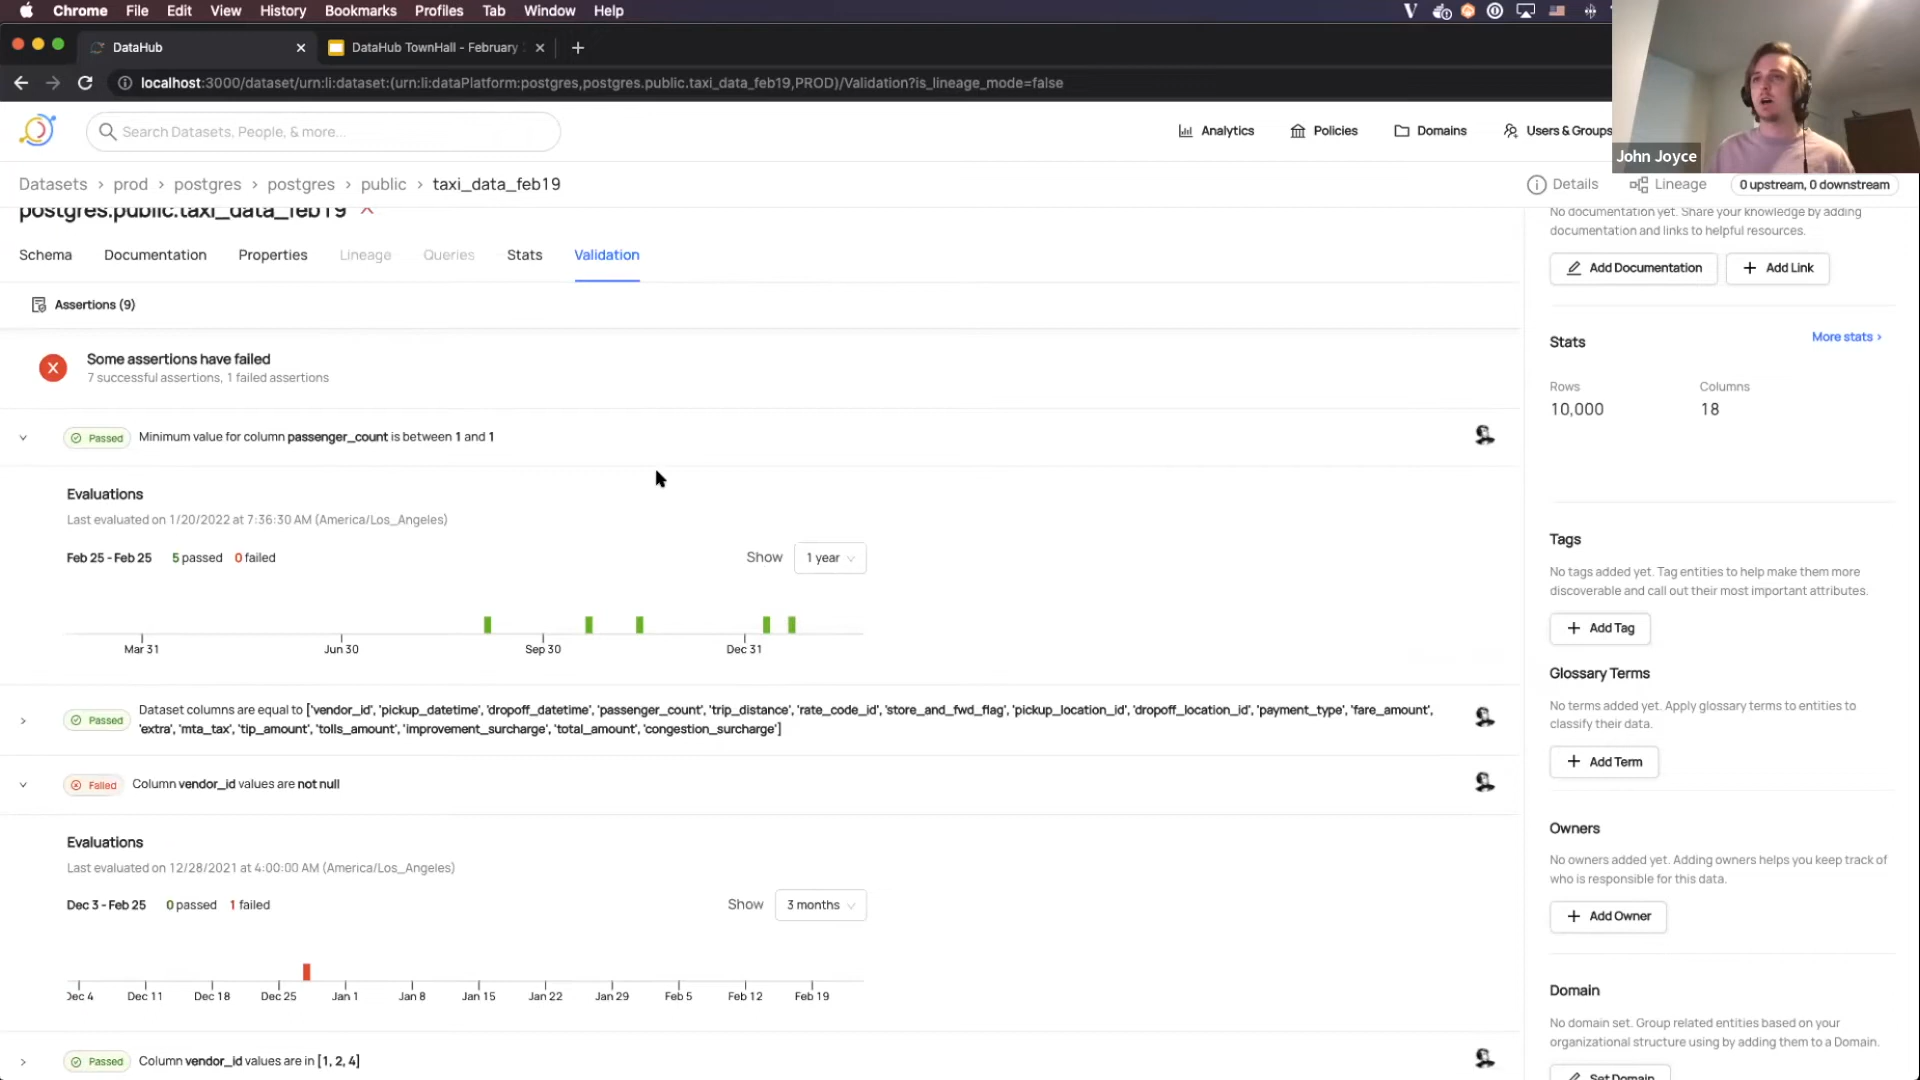 Chrome File Edit View History Bookmarks Profiles Tab Window Help
DataHub
DataHub TownHall - February
localhost:3000/dataset/urn:li:dataset:(urn:li:dataPlatform:postgres,postgres.public.taxi_data_feb19,PROD)/Validation?is_lineage_mode=false
John Joyce
Search Datasets, People, & more...
Analytics Policies Domains Users & Groups
Datasets > prod > postgres > postgres > public > taxi_data_feb19
Details Lineage 0 upstream, 0 downstream
postgres.public.taxi_data_feb19
Schema Documentation Properties Lineage Queries Stats Validation
Assertions (9)
Some assertions have failed
7 successful assertions, 1 failed assertions
Passed Minimum value for column passenger_count is between 1 and 1
Evaluations
Last evaluated on 1/20/2022 at 7:36:30 AM (America/Los_Angeles)
Feb 25 - Feb 25 5 passed 0 failed Show 1 year
Mar 31 Jun 30 Sep 30 Dec 31
Passed Dataset columns are equal to ['vendor_id', 'pickup_datetime', 'dropoff_datetime', 'passenger_count', 'trip_distance', 'rate_code_id', 'store_and_fwd_flag', 'pickup_location_id', 'dropoff_location_id', 'payment_type', 'fare_amount',
'extra', 'mta_tax', 'tip_amount', 'tolls_amount', 'improvement_surcharge', 'total_amount', 'congestion_surcharge']
Failed Column vendor_id values are not null
Evaluations
Last evaluated on 12/28/2021 at 4:00:00 AM (America/Los_Angeles)
Dec 3 - Feb 25 0 passed 1 failed Show 3 months
Dec 4 Dec 11 Dec 18 Dec 25 Jan 1 Jan 8 Jan 15 Jan 22 Jan 29 Feb 5 Feb 12 Feb 19
Passed Column vendor_id values are in [1, 2, 4]
No documentation yet. Share your knowledge by adding
documentation and links to helpful resources.
Add Documentation + Add Link
Stats More stats >
Rows Columns
10,000 18
Tags
No tags added yet. Tag entities to help make them more
discoverable and call out their most important attributes.
+ Add Tag
Glossary Terms
No terms added yet. Apply glossary terms to entities to
classify their data.
+ Add Term
Owners
No owners added yet. Adding owners helps you keep track of
who is responsible for this data.
+ Add Owner
Domain
No domain set. Group related entities based on your
organizational structure using by adding them to a Domain.
Set Domain